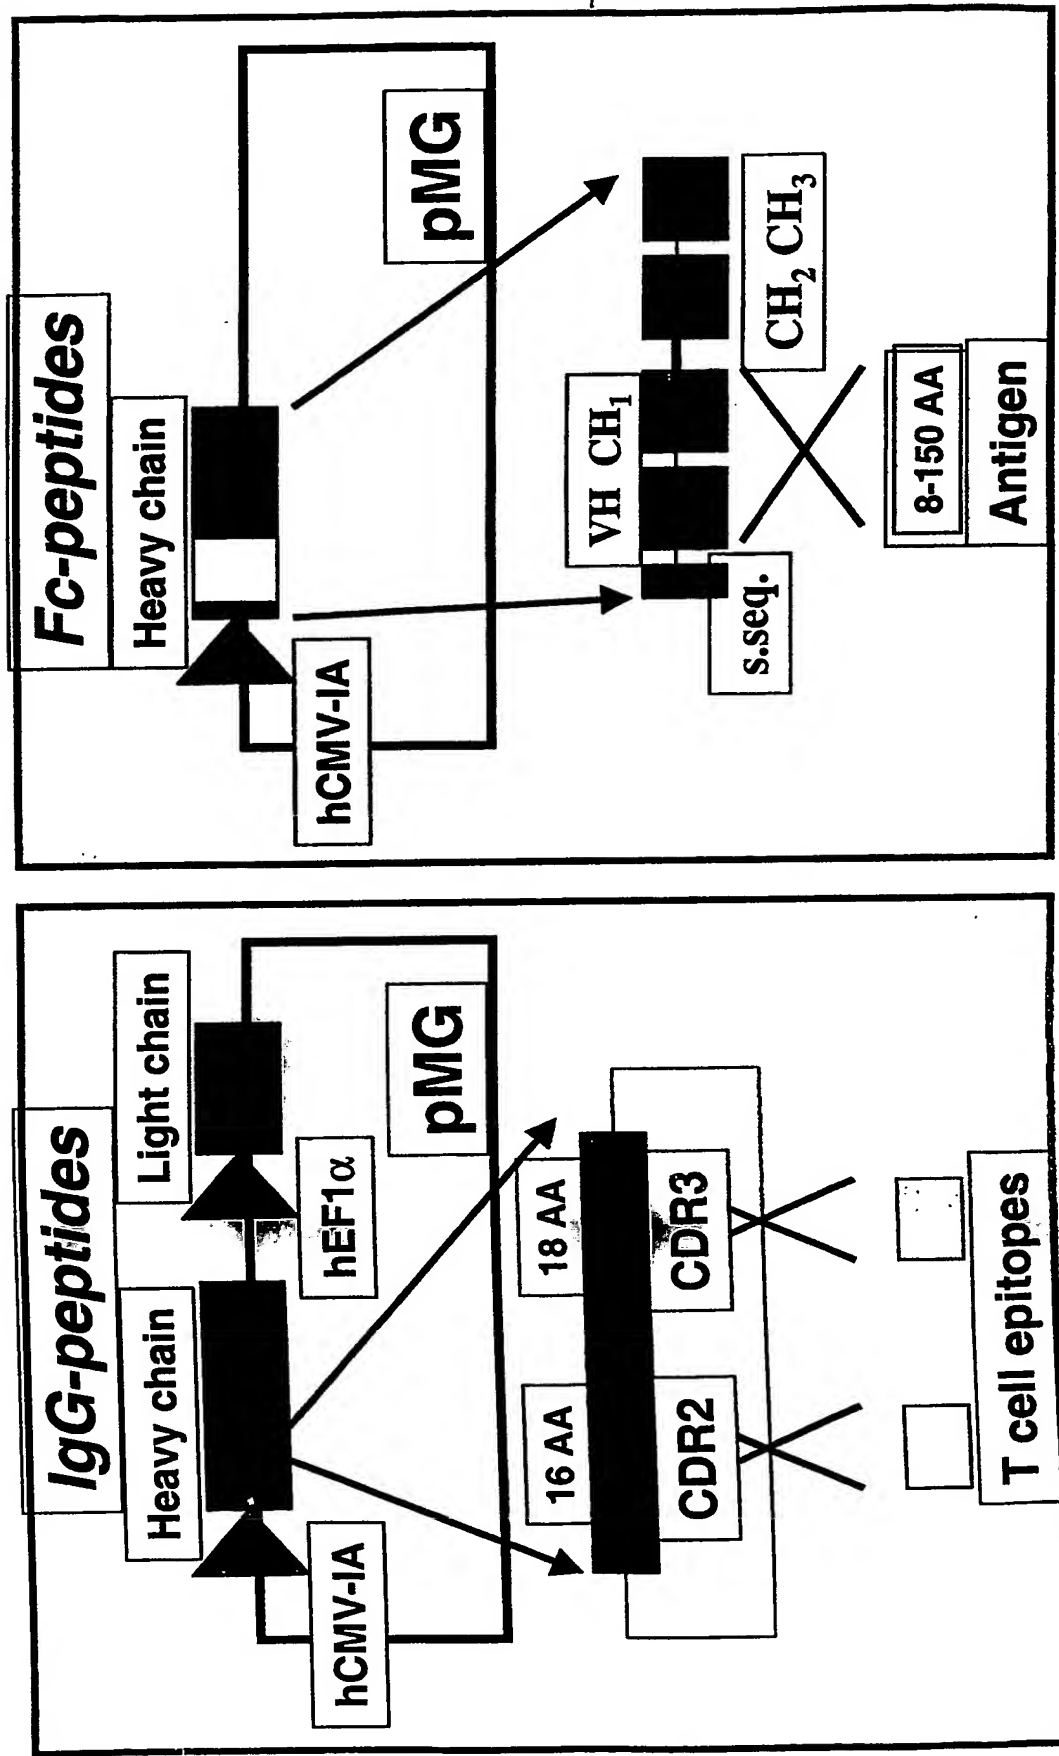 IgG-peptides
Heavy chain
Light chain
hCMV-IA
hEF1α
pMG
16 AA
18 AA
CDR2
CDR3
T cell epitopes
Fc-peptides
Heavy chain
hCMV-IA
pMG
VH CH₁
s.seq.
CH₂ CH₃
8-150 AA
Antigen